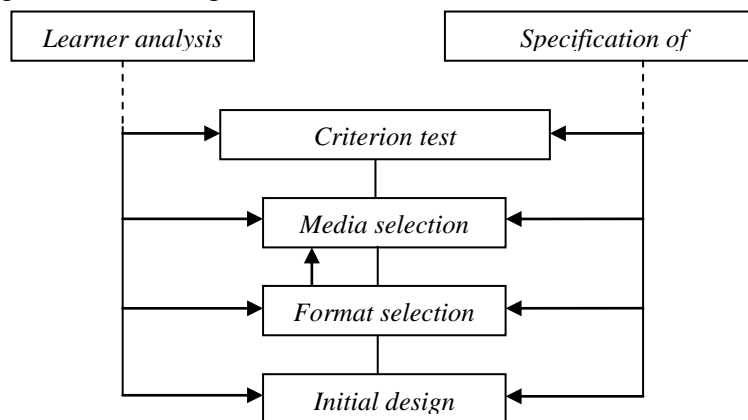 Learner analysis
Specification of
Criterion test
Media selection
Format selection
Initial design